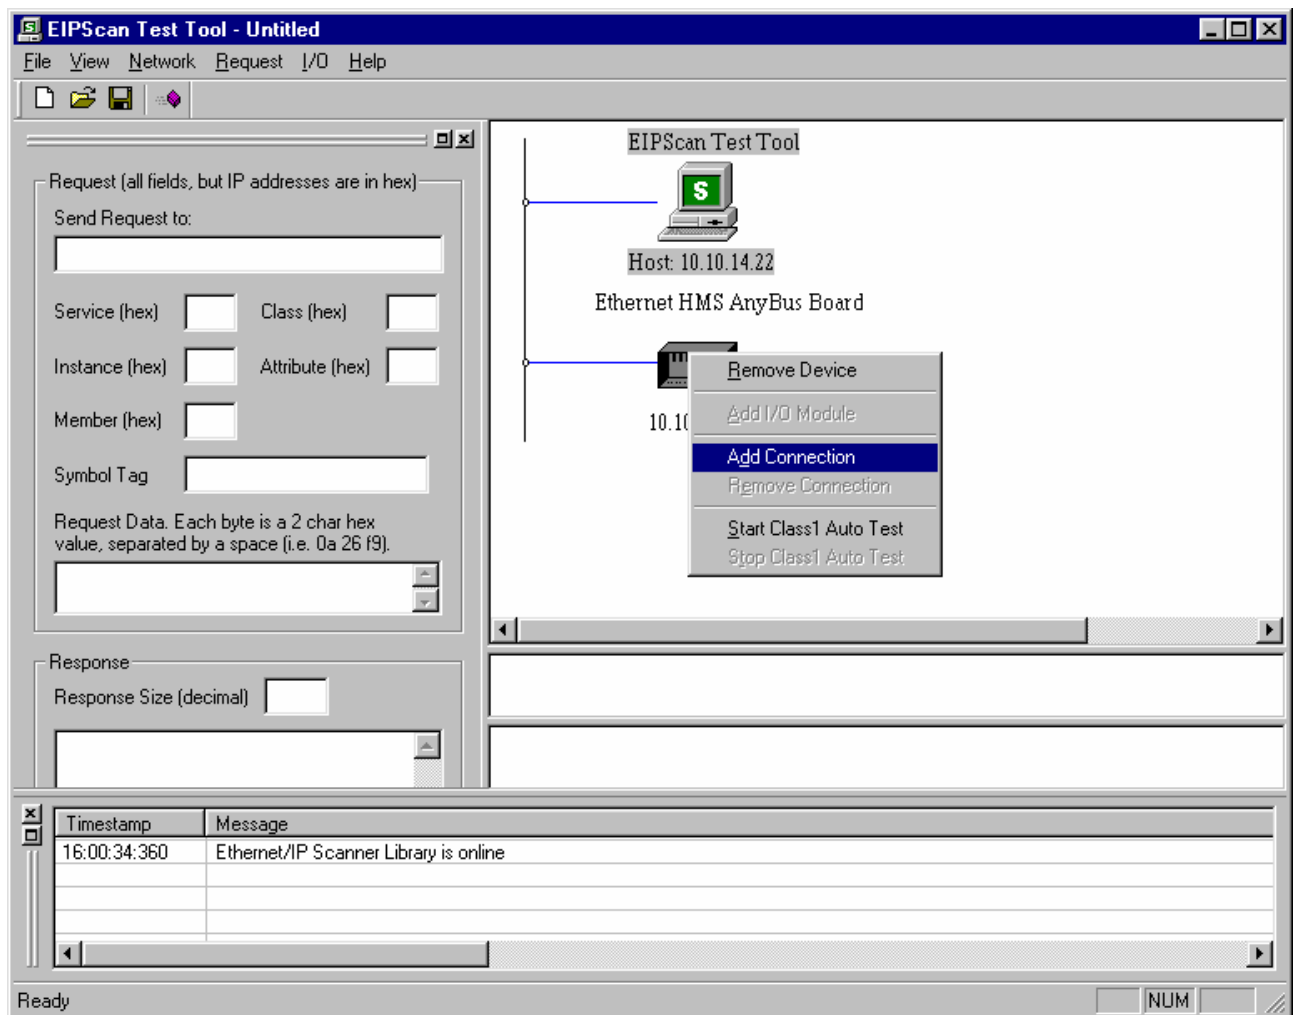 EIPScan Test Tool - Untitled
File View Network Request I/O Help
Request (all fields, but IP addresses are in hex)
Send Request to:
Service (hex) Class (hex)
Instance (hex) Attribute (hex)
Member (hex)
Symbol Tag
Request Data. Each byte is a 2 char hex
value, separated by a space (i.e. 0a 26 f9).
Response
Response Size (decimal)
EIPScan Test Tool
S
Host: 10.10.14.22
Ethernet HMS AnyBus Board
10.10
Remove Device
Add I/O Module
Add Connection
Remove Connection
Start Class1 Auto Test
Stop Class1 Auto Test
Timestamp Message
16:00:34:360 Ethernet/IP Scanner Library is online
Ready NUM